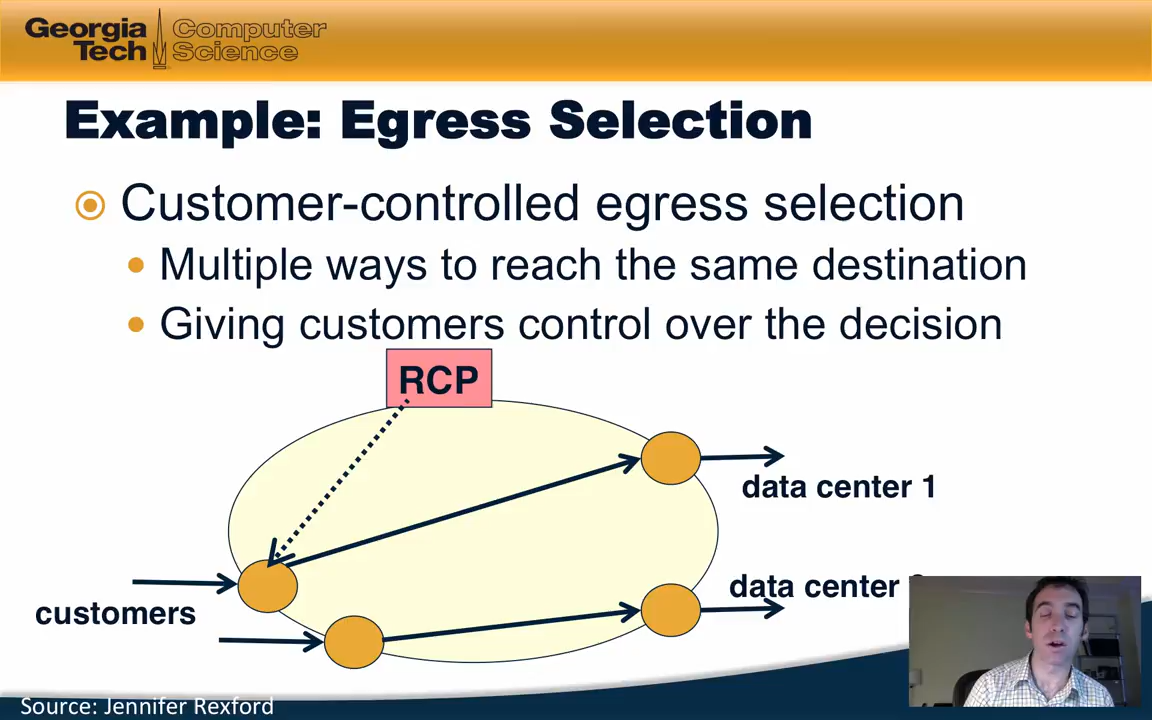 Georgia Tech
Computer Science
Example: Egress Selection
Customer-controlled egress selection
Multiple ways to reach the same destination
Giving customers control over the decision
RCP
data center 1
data center
customers
Source: Jennifer Rexford